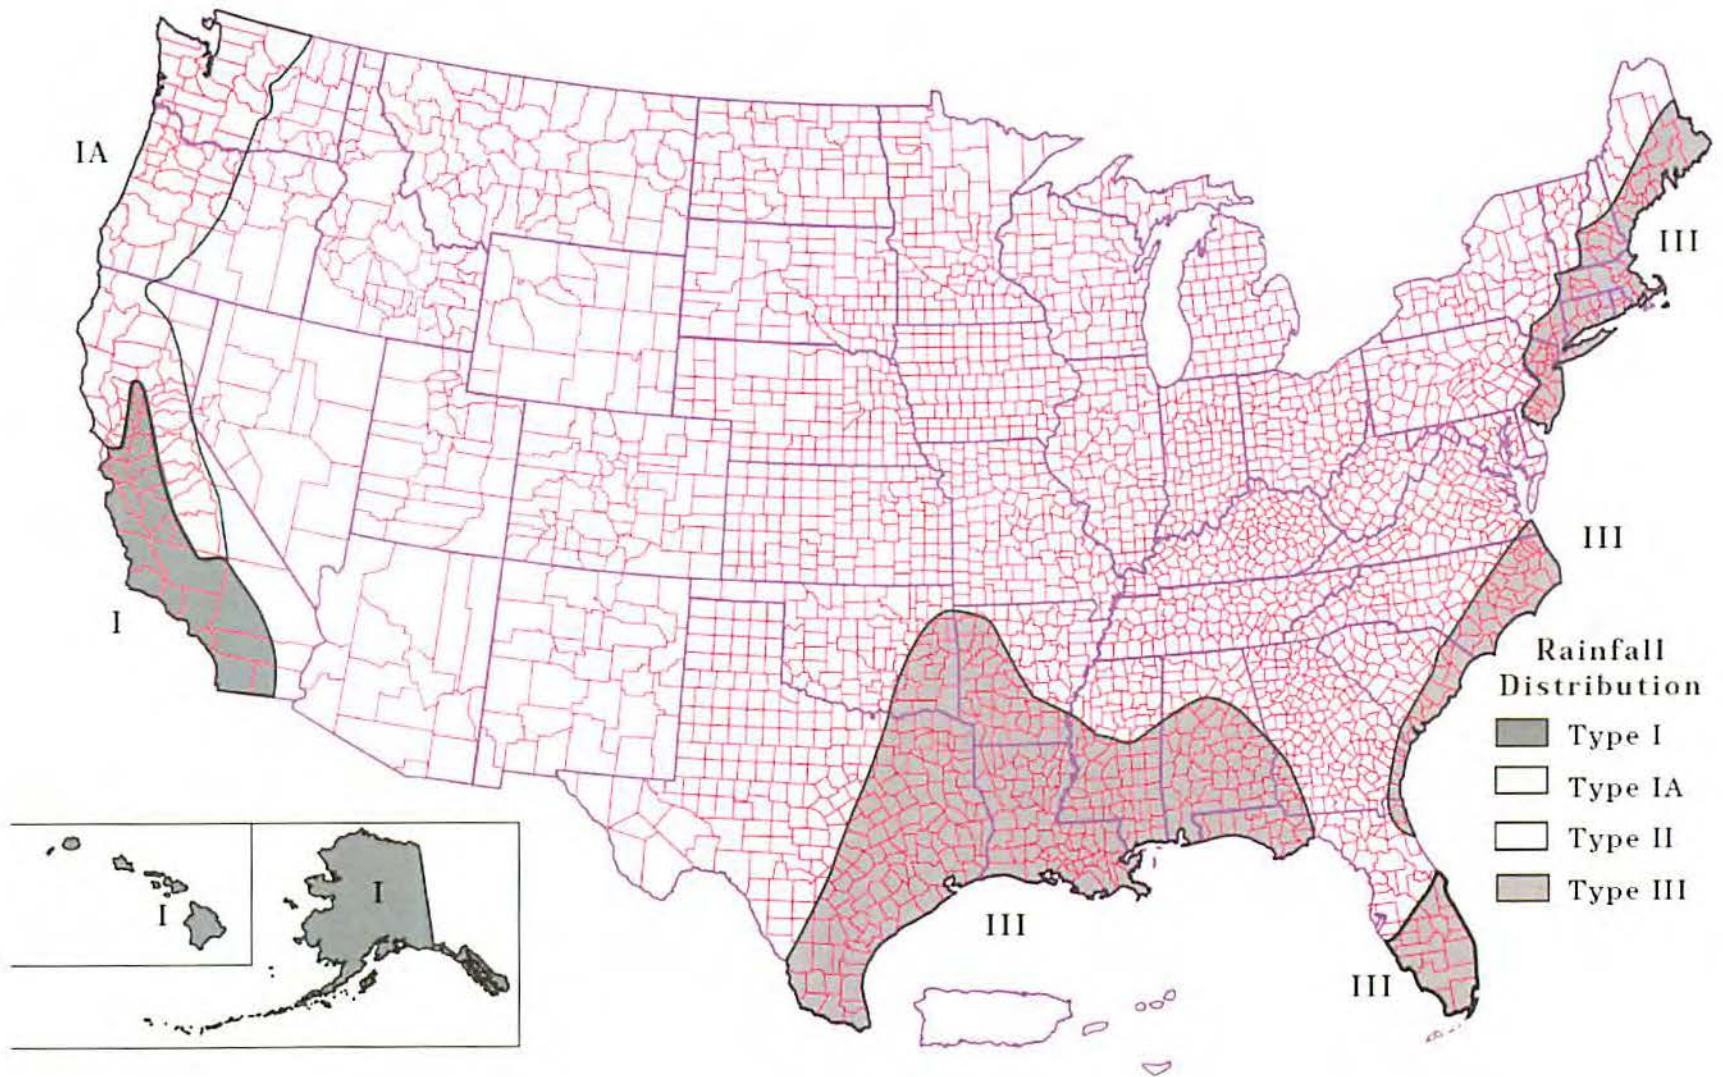 IA
III
III
I
Rainfall
Distribution
Type I
Type IA
Type II
Type III
I
I
III
III